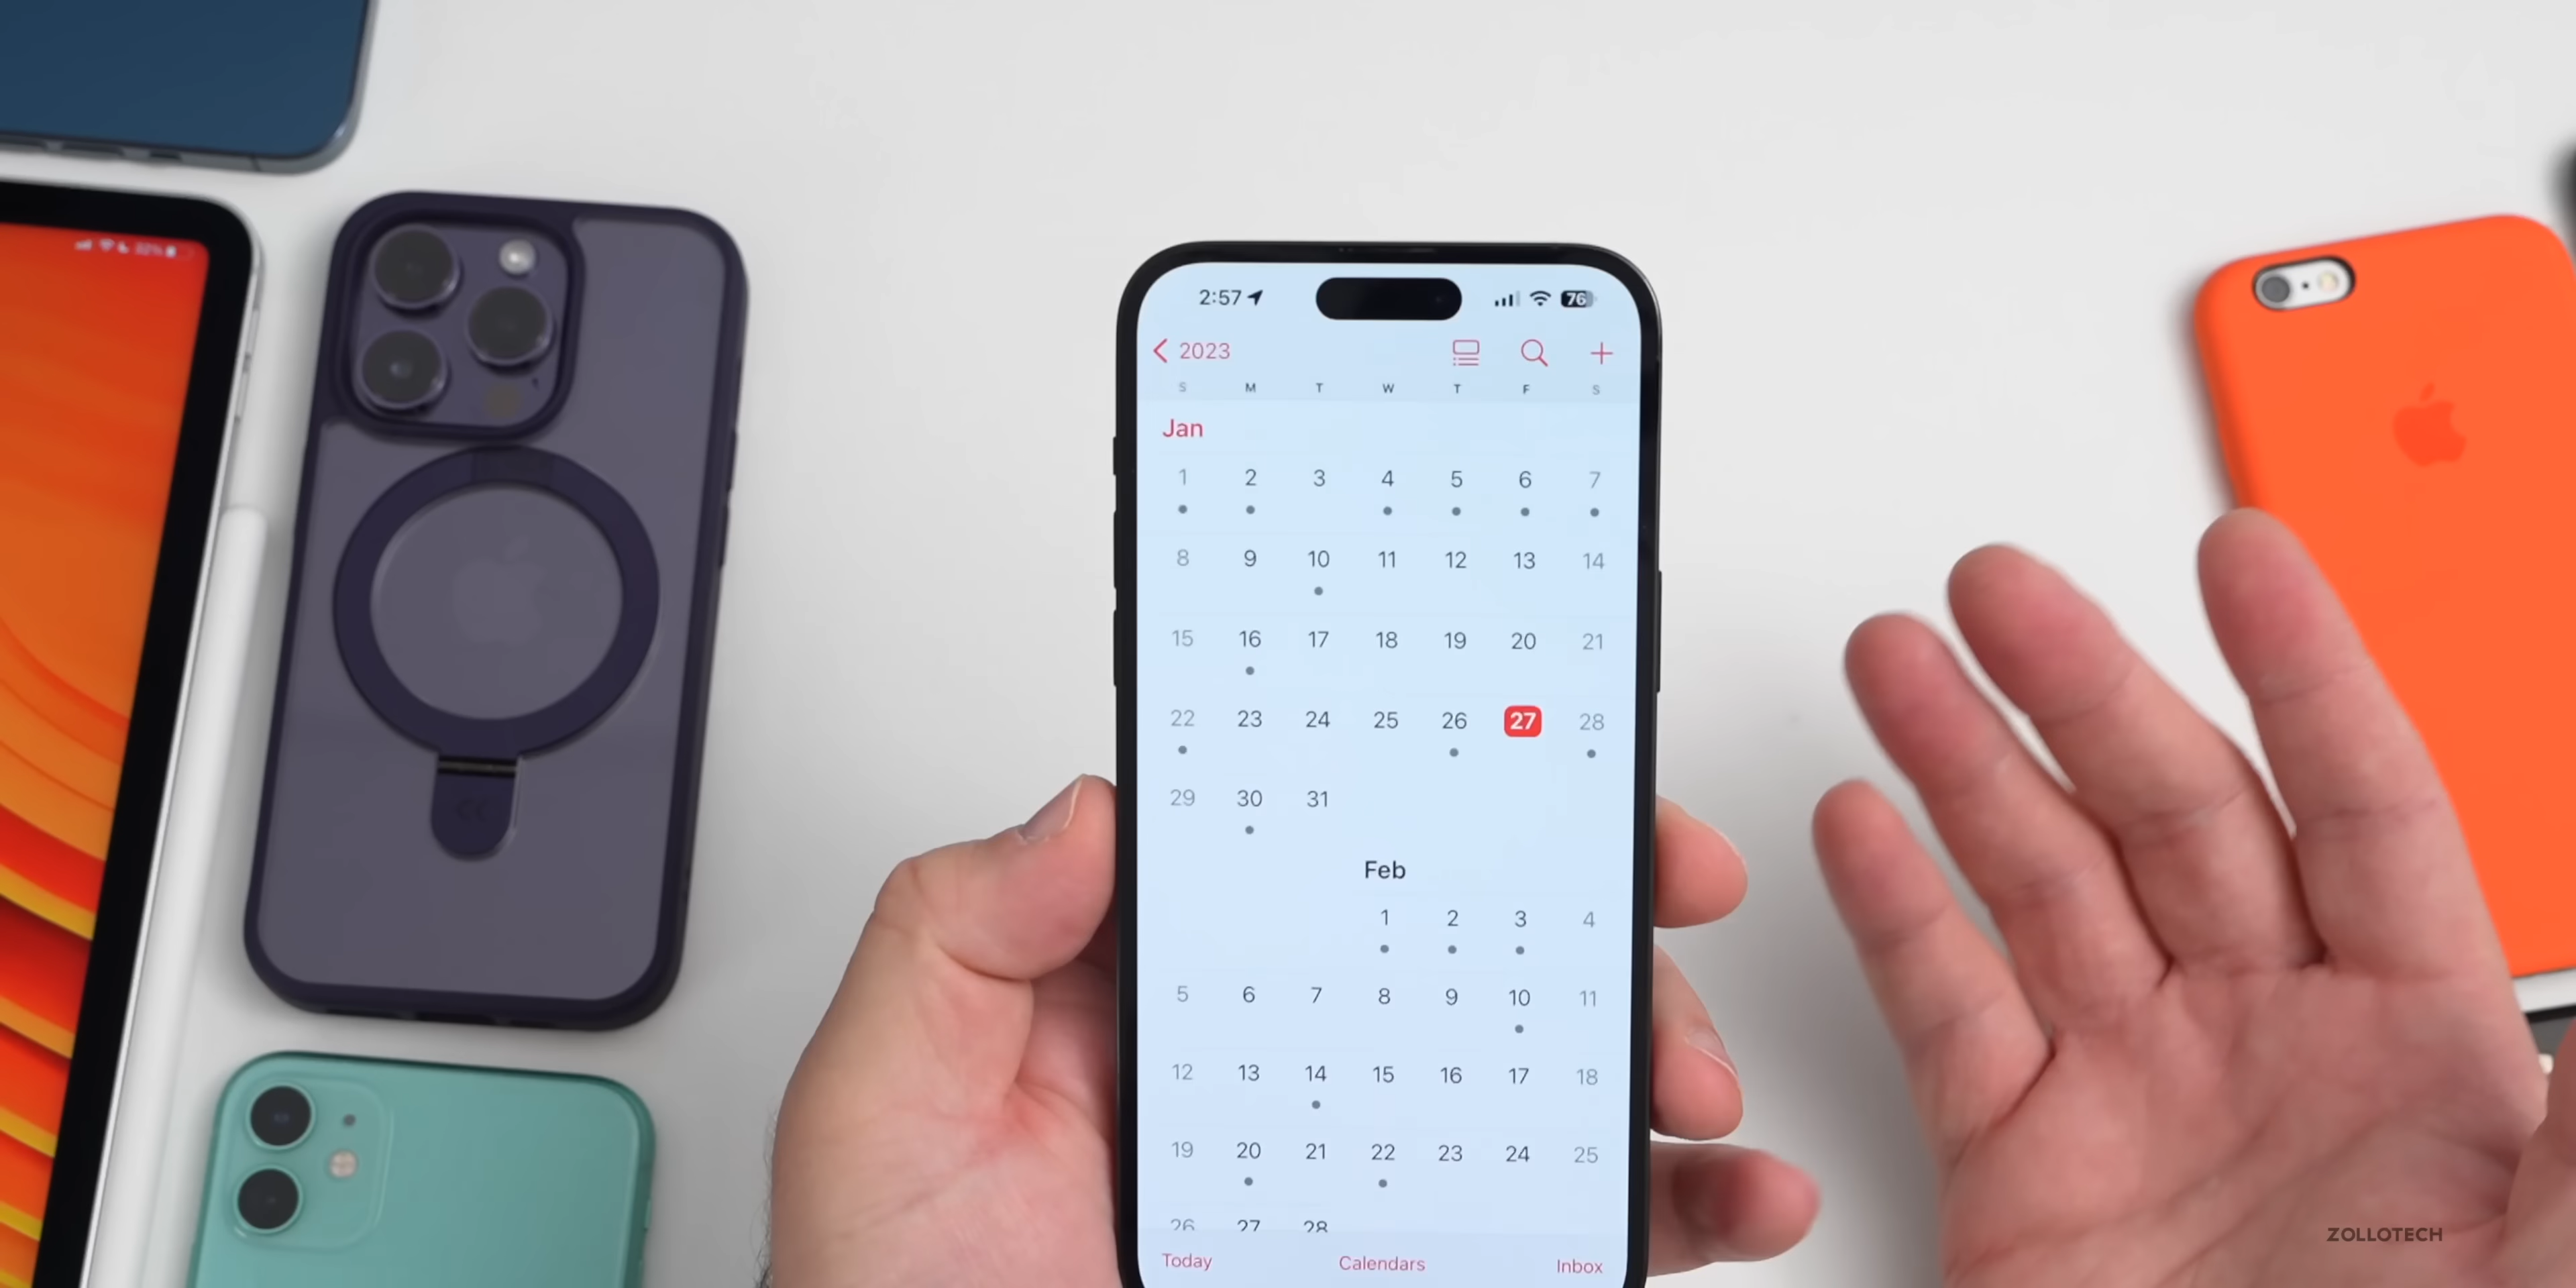 32%
2:57 76
2023
S M T W T F S
Jan
1 2 3 4 5 6 7
8 9 10 11 12 13 14
15 16 17 18 19 20 21
22 23 24 25 26 27 28
29 30 31
Feb
1 2 3 4
5 6 7 8 9 10 11
12 13 14 15 16 17 18
19 20 21 22 23 24 25
26 27 28
Today Calendars Inbox
ZOLLOTECH